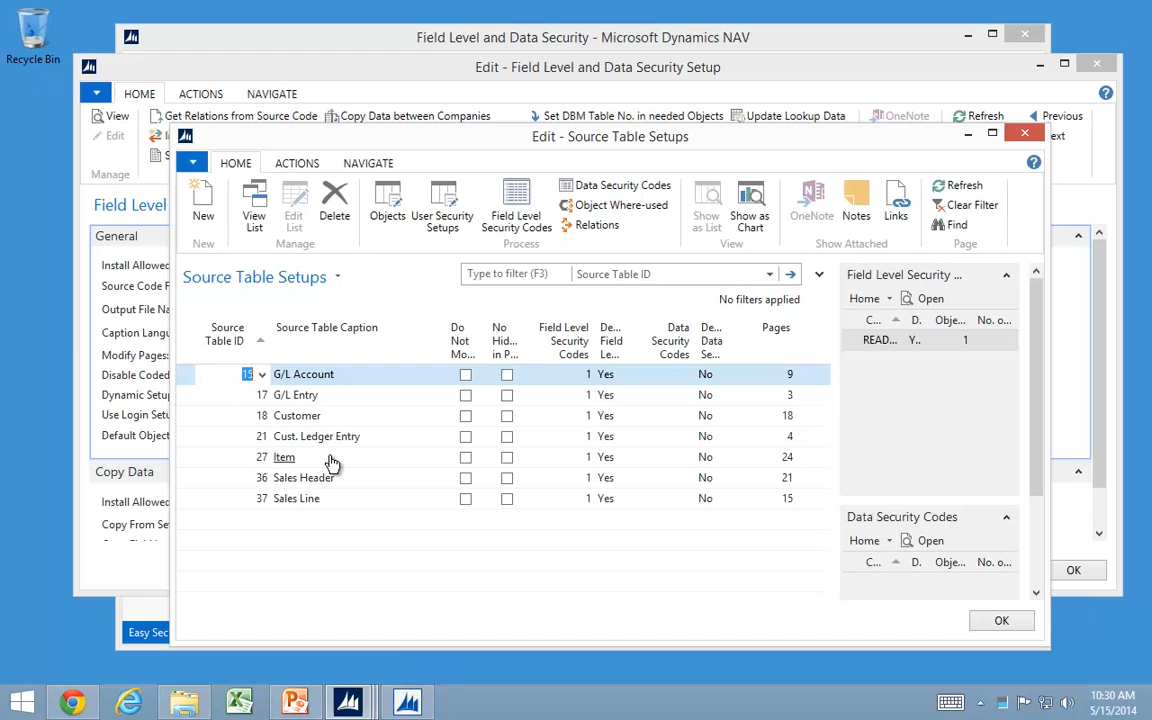 Recycle Bin
Field Level and Data Security - Microsoft Dynamics NAV
Edit - Field Level and Data Security Setup
HOME ACTIONS NAVIGATE
View Get Relations from Source Code Copy Data between Companies Set DBM Table No. in needed Objects Update Lookup Data OneNote Refresh Previous
Edit
Manage
Edit - Source Table Setups
HOME ACTIONS NAVIGATE
New
View List
Edit List
Delete
Objects
User Security Setups
Field Level Security Codes
Data Security Codes
Object Where-used
Relations
Show as List
Show as Chart
OneNote
Notes
Links
Refresh
Clear Filter
Find
New Manage Process View Show Attached Page
Field Level
General
Install Allowed
Source Code F
Output File Na
Caption Langu
Modify Pages:
Disable Coded
Dynamic Setup
Use Login Setu
Default Object
Copy Data
Install Allowed
Copy From Se
Source Table Setups
Type to filter (F3) Source Table ID
No filters applied
Source Table ID Source Table Caption Do Not Mo... No Hid... in P... Field Level Security Codes De... Field Le... Data Security Codes De... Data Se... Pages
15 G/L Account 1 Yes No 9
17 G/L Entry 1 Yes No 3
18 Customer 1 Yes No 18
21 Cust. Ledger Entry 1 Yes No 4
27 Item 1 Yes No 24
36 Sales Header 1 Yes No 21
37 Sales Line 1 Yes No 15
Field Level Security ...
Home Open
C... D. Obje... No. o...
READ... Y.. 1
Data Security Codes
Home Open
C... D. Obje... No. o...
OK
OK
Easy Sec
10:30 AM
5/15/2014